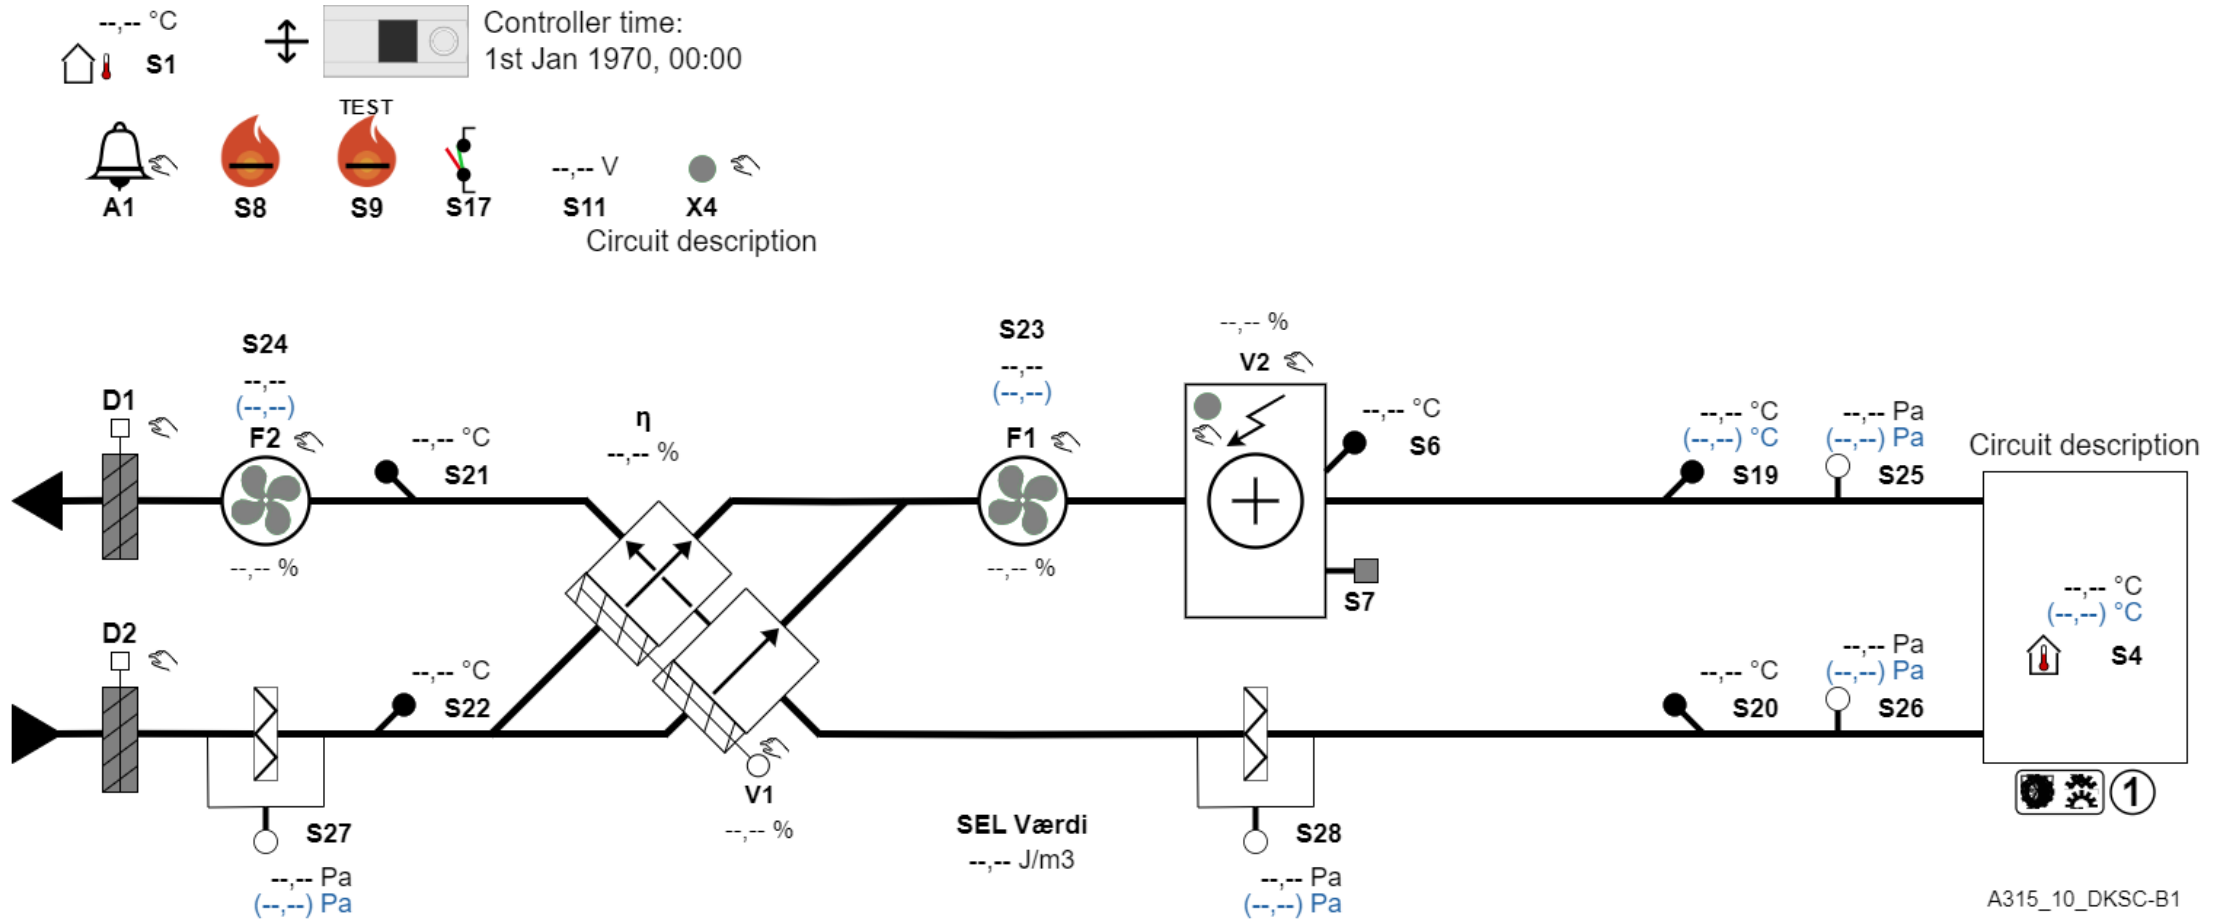 --,-- °C
S1
Controller time:
1st Jan 1970, 00:00
TEST
--,-- V
A1
S8
S9
S17
S11
X4
Circuit description
S24
--,--
(--,--)
F2
--,-- %
D1
--,-- °C
S21
η
--,-- %
S23
--,--
(--,--)
F1
--,-- %
--,-- %
V2
--,-- °C
S6
S7
--,-- °C
(--,--) °C
S19
--,-- Pa
(--,--) Pa
S25
Circuit description
--,-- °C
(--,--) °C
S4
D2
--,-- °C
S22
S27
--,-- Pa
(--,--) Pa
V1
--,-- %
SEL Værdi
--,-- J/m3
S28
--,-- Pa
(--,--) Pa
--,-- °C
S20
--,-- Pa
(--,--) Pa
S26
1
A315_10_DKSC-B1